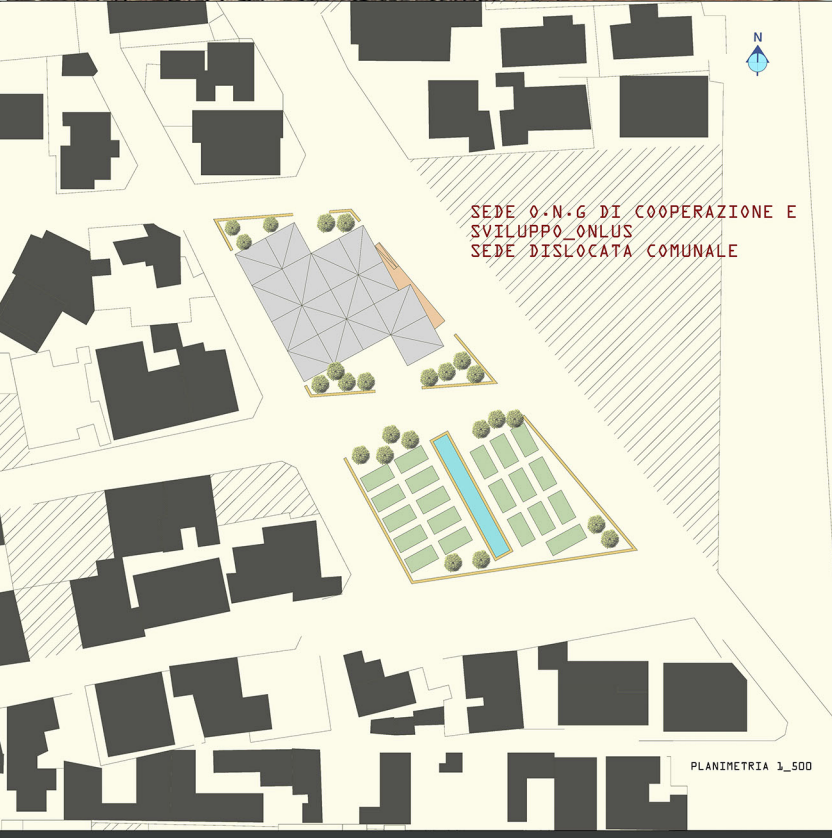 N
SEDE O.N.G DI COOPERAZIONE E
SVILUPPO_ONLUS
SEDE DISLOCATA COMUNALE
PLANIMETRIA 1_500